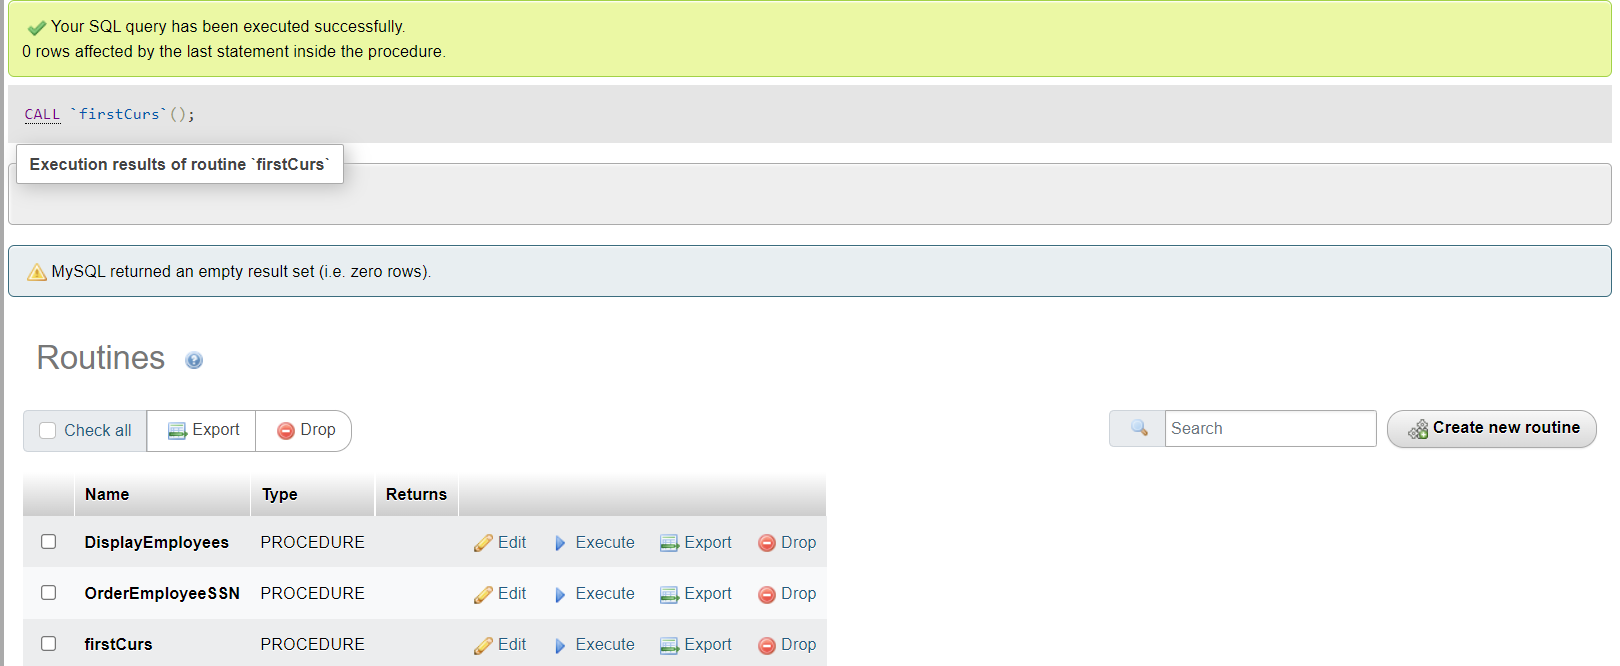 Your SQL query has been executed successfully.
0 rows affected by the last statement inside the procedure.
CALL `firstCurs`();
Execution results of routine `firstCurs`
MySQL returned an empty result set (i.e. zero rows).
Routines
Check all Export Drop Search Create new routine
Name Type Returns
DisplayEmployees PROCEDURE Edit Execute Export Drop
OrderEmployeeSSN PROCEDURE Edit Execute Export Drop
firstCurs PROCEDURE Edit Execute Export Drop